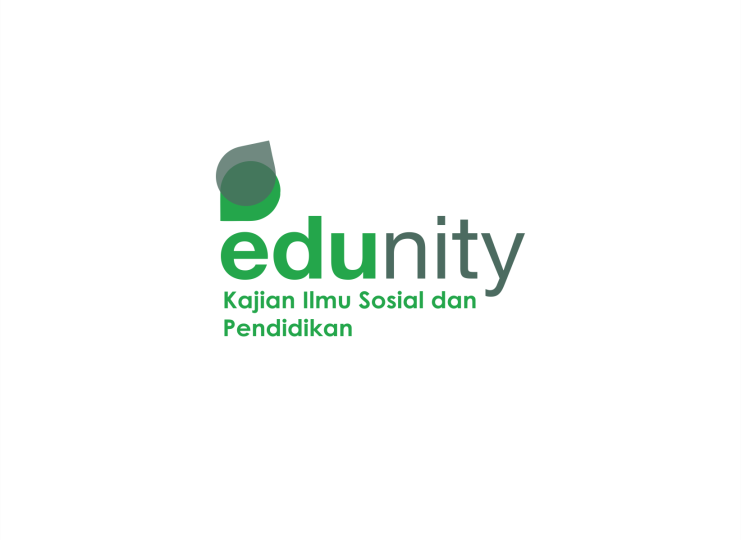 edunity
Kajian Ilmu Sosial dan
Pendidikan